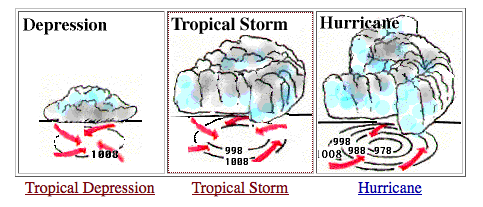 Depression
Tropical Storm
Hurricane
1008
998
1008
998
1008
988
978
Tropical Depression
Tropical Storm
Hurricane